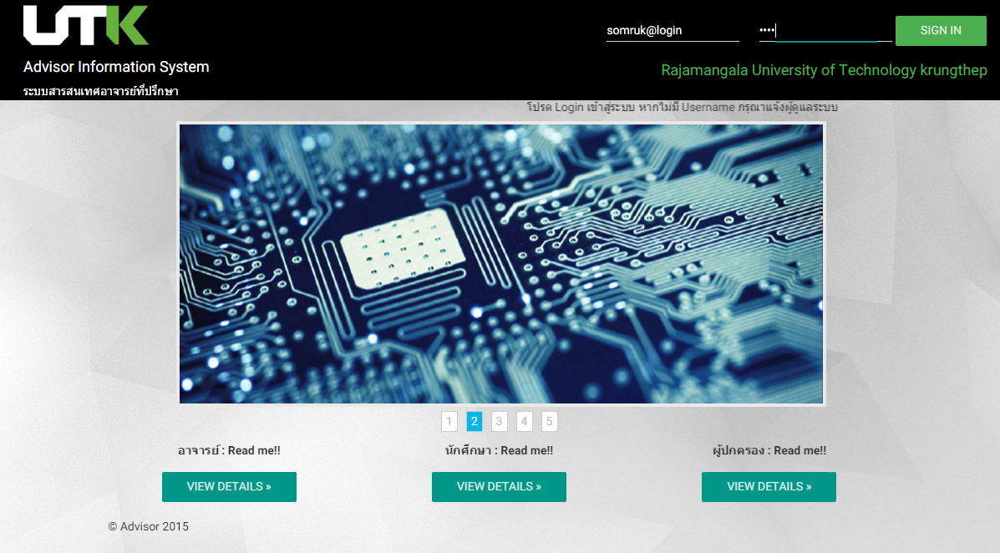 UTK
somruk@login
••••
SIGN IN
Advisor Information System
Rajamangala University of Technology krungthep
ระบบสารสนเทศอาจารย์ที่ปรึกษา
โปรด Login เข้าสู่ระบบ หากไม่มี Username กรุณาแจ้งผู้ดูแลระบบ
1 2 3 4 5
อาจารย์ : Read me!!
นักศึกษา : Read me!!
ผู้ปกครอง : Read me!!
VIEW DETAILS »
VIEW DETAILS »
VIEW DETAILS »
© Advisor 2015